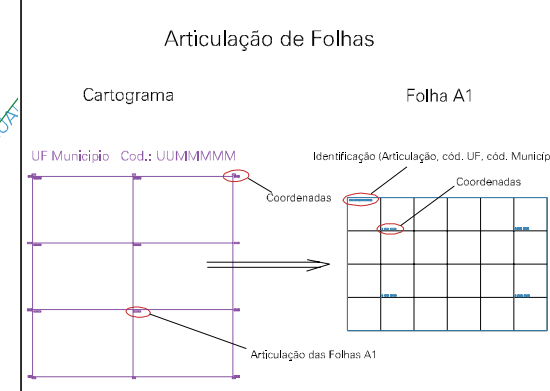 Articulação de Folhas
Cartograma
Folha A1
UF Municipio Cod.: UUMMMMM
Identificação (Articulação, cód. UF, cód. Municíp
Coordenadas
Coordenadas
Articulação das Folhas A1